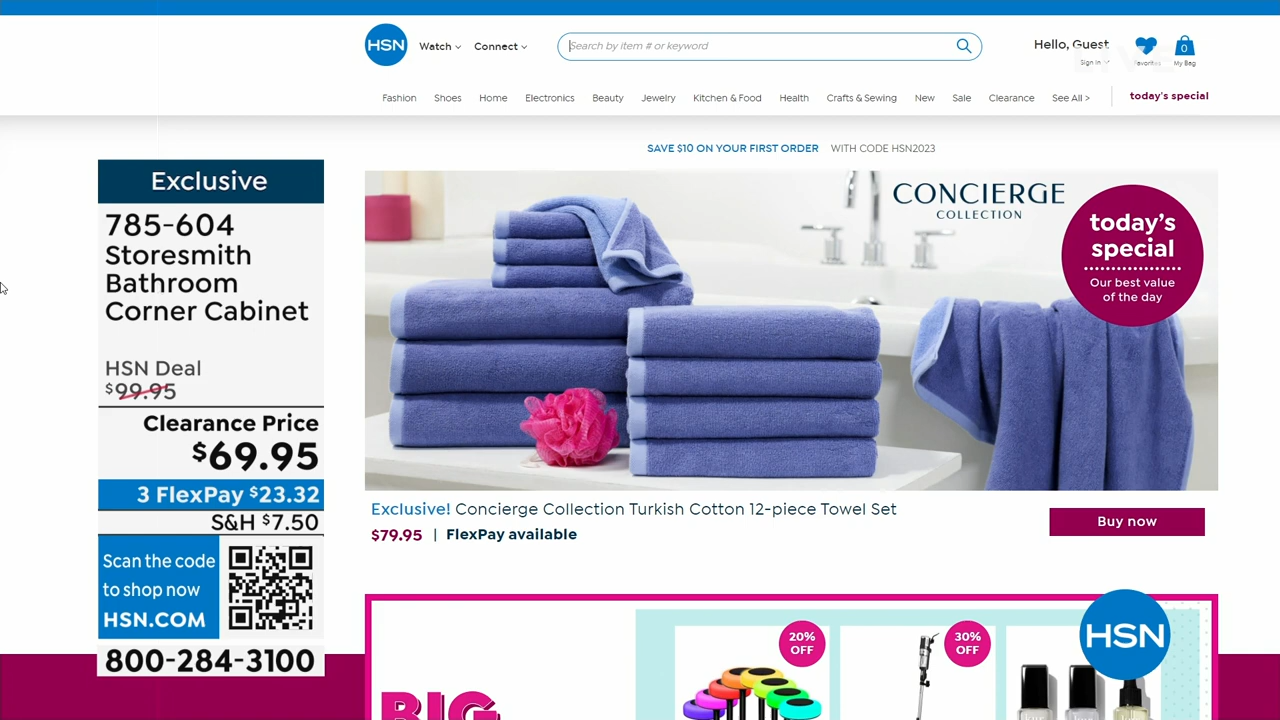 HSN
Watch
Connect
Search by item # or keyword
Hello, Guest
Sign In
Favorites
0
My Bag
Fashion
Shoes
Home
Electronics
Beauty
Jewelry
Kitchen & Food
Health
Crafts & Sewing
New
Sale
Clearance
See All >
today's special
SAVE $10 ON YOUR FIRST ORDER WITH CODE HSN2023
Exclusive
785-604
Storesmith
Bathroom
Corner Cabinet
HSN Deal
$99.95
Clearance Price
$69.95
3 FlexPay $23.32
S&H $7.50
Scan the code
to shop now
HSN.COM
800-284-3100
CONCIERGE
COLLECTION
today's
special
Our best value
of the day
Exclusive! Concierge Collection Turkish Cotton 12-piece Towel Set
$79.95 | FlexPay available
Buy now
20%
OFF
30%
OFF
HSN
BIG